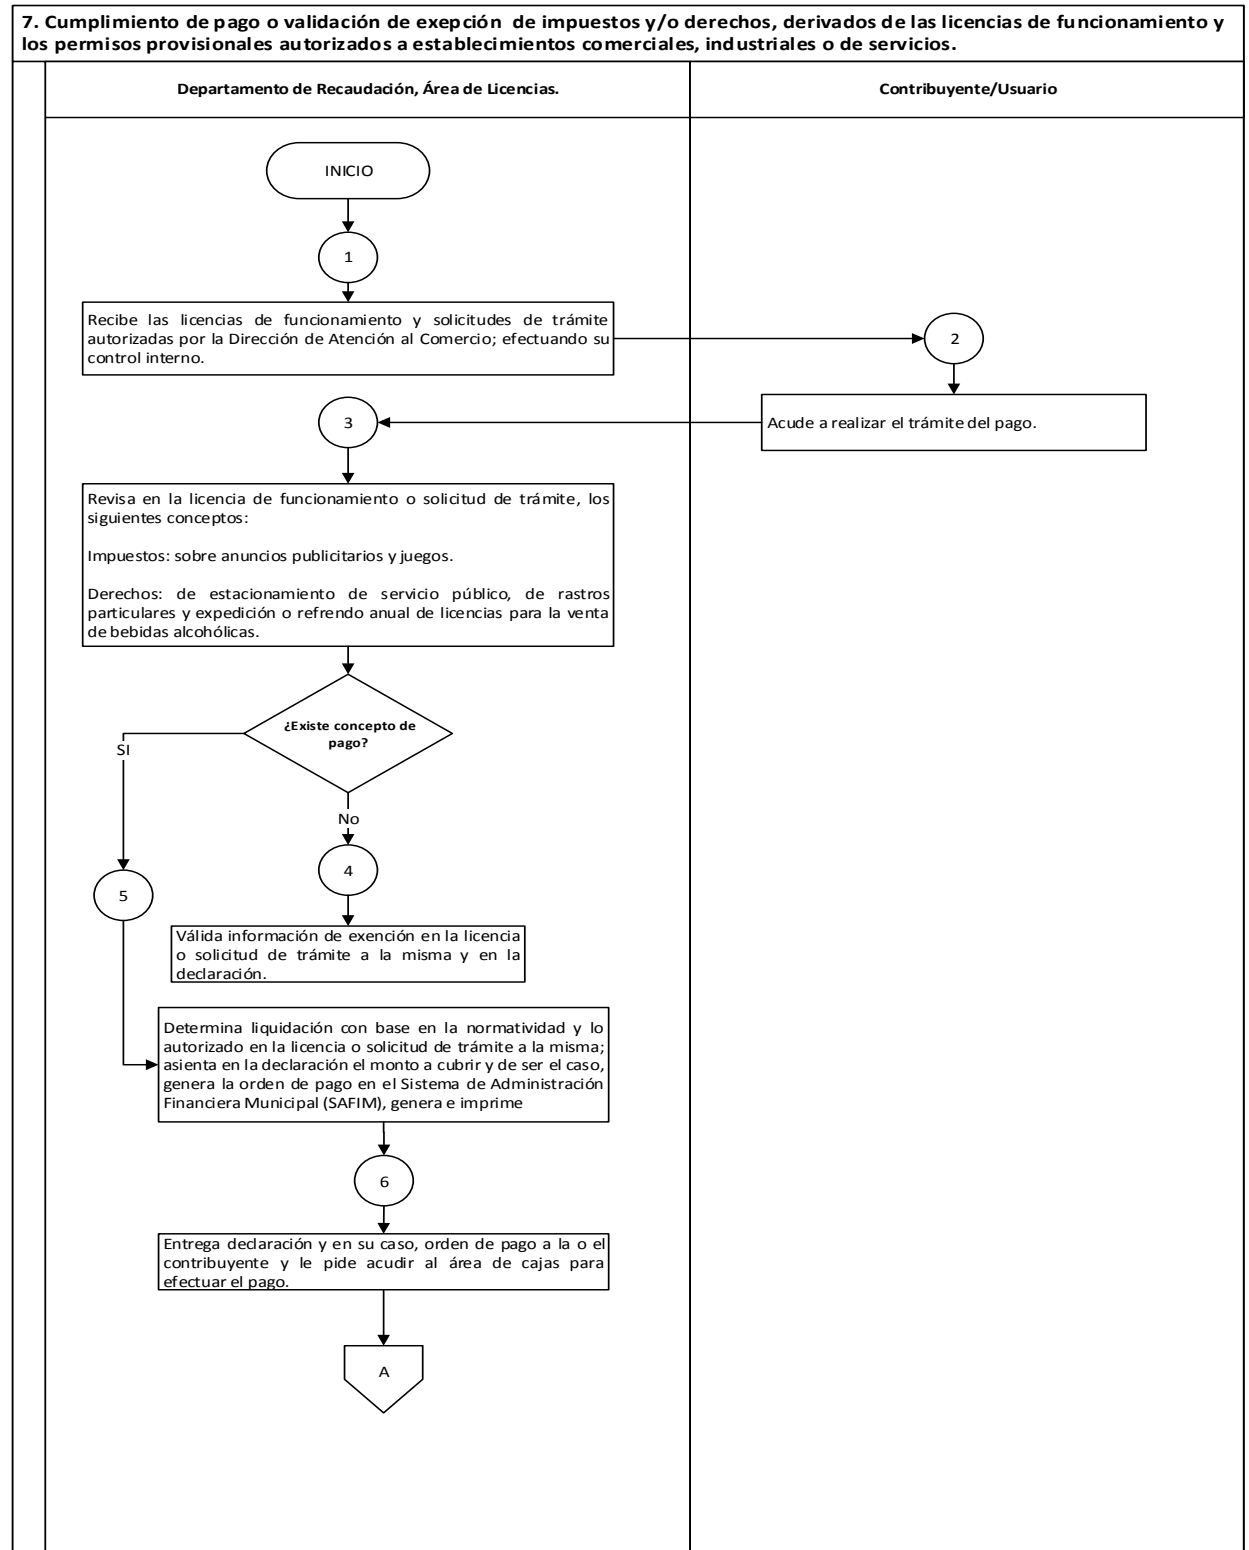 7. Cumplimiento de pago o validación de exepción de impuestos y/o derechos, derivados de las licencias de funcionamiento y
los permisos provisionales autorizados a establecimientos comerciales, industriales o de servicios.
Departamento de Recaudación, Área de Licencias.
Contribuyente/Usuario
INICIO
1
Recibe las licencias de funcionamiento y solicitudes de trámite
autorizadas por la Dirección de Atención al Comercio; efectuando su
control interno.
2
Acude a realizar el trámite del pago.
3
Revisa en la licencia de funcionamiento o solicitud de trámite, los
siguientes conceptos:
Impuestos: sobre anuncios publicitarios y juegos.
Derechos: de estacionamiento de servicio público, de rastros
particulares y expedición o refrendo anual de licencias para la venta
de bebidas alcohólicas.
¿Existe concepto de
pago?
SI
No
4
5
Válida información de exención en la licencia
o solicitud de trámite a la misma y en la
declaración.
Determina liquidación con base en la normatividad y lo
autorizado en la licencia o solicitud de trámite a la misma;
asienta en la declaración el monto a cubrir y de ser el caso,
genera la orden de pago en el Sistema de Administración
Financiera Municipal (SAFIM), genera e imprime
6
Entrega declaración y en su caso, orden de pago a la o el
contribuyente y le pide acudir al área de cajas para
efectuar el pago.
A